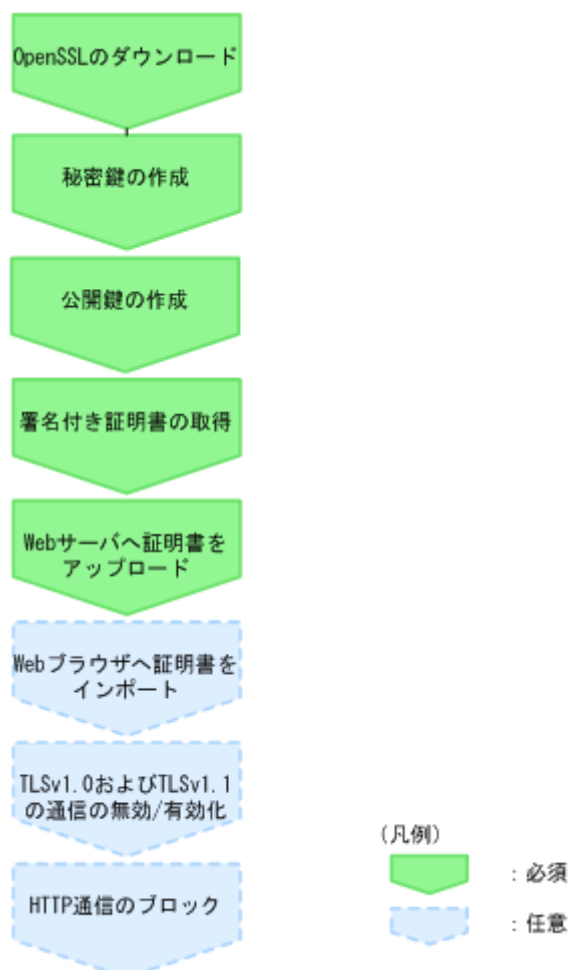 OpenSSLのダウンロード
秘密鍵の作成
公開鍵の作成
署名付き証明書の取得
Webサーバへ証明書を
アップロード
Webブラウザへ証明書を
インポート
TLSv1.0およびTLSv1.1
の通信の無効/有効化
HTTP通信のブロック
(凡例)
：必須
：任意